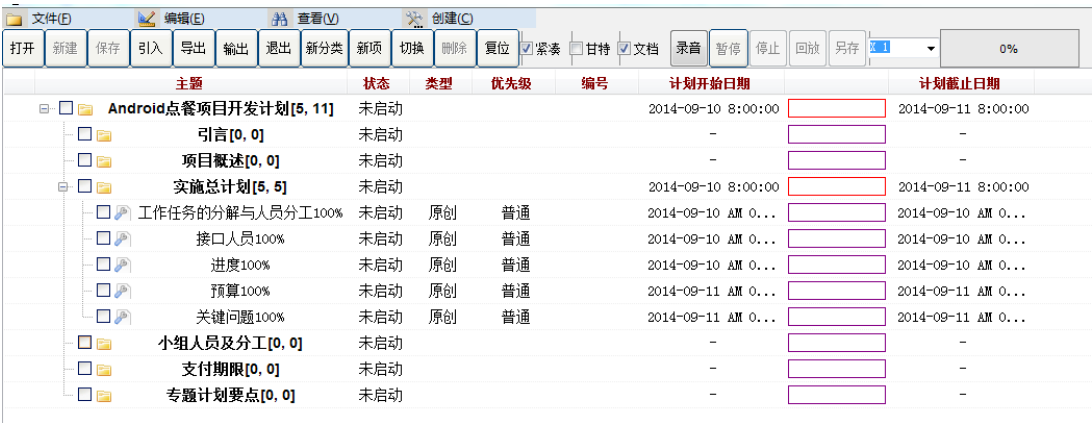 文件(F) 编辑(E) 查看(V) 创建(C)
打开 新建 保存 引入 导出 输出 退出 新分类 新项 切换 删除 复位 紧凑 甘特 文档 录音 暂停 停止 回放 另存 X 1 0%
主题 状态 类型 优先级 编号 计划开始日期 计划截止日期
Android点餐项目开发计划[5, 11] 未启动 2014-09-10 8:00:00 2014-09-11 8:00:00
引言[0, 0] 未启动 - -
项目概述[0, 0] 未启动 - -
实施总计划[5, 5] 未启动 2014-09-10 8:00:00 2014-09-11 8:00:00
工作任务的分解与人员分工100% 未启动 原创 普通 2014-09-10 AM 0... 2014-09-10 AM 0...
接口人员100% 未启动 原创 普通 2014-09-10 AM 0... 2014-09-10 AM 0...
进度100% 未启动 原创 普通 2014-09-10 AM 0... 2014-09-10 AM 0...
预算100% 未启动 原创 普通 2014-09-11 AM 0... 2014-09-11 AM 0...
关键问题100% 未启动 原创 普通 2014-09-11 AM 0... 2014-09-11 AM 0...
小组人员及分工[0, 0] 未启动 - -
支付期限[0, 0] 未启动 - -
专题计划要点[0, 0] 未启动 - -